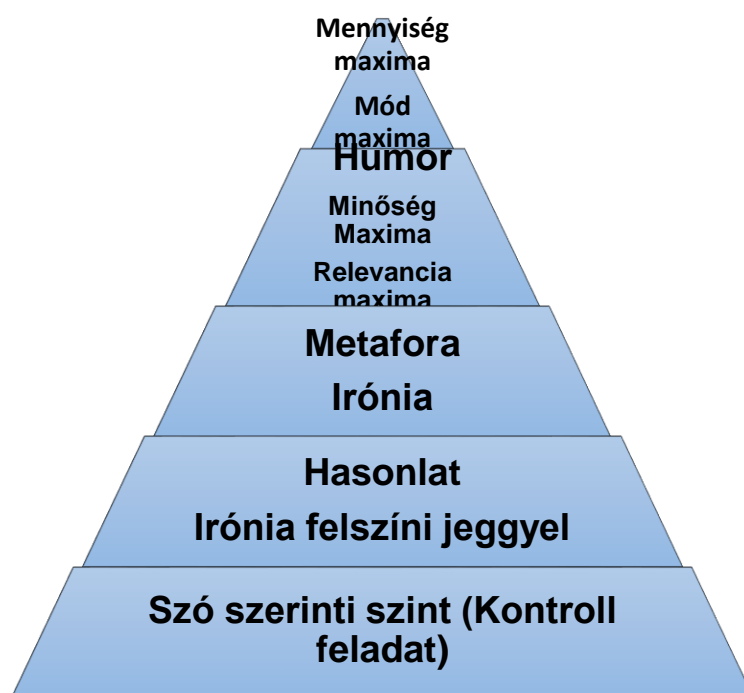 Mennyiség
maxima
Mód
maxima
Humor
Minőség
Maxima
Relevancia
maxima
Metafora
Irónia
Hasonlat
Irónia felszíni jeggyel
Szó szerinti szint (Kontroll
feladat)